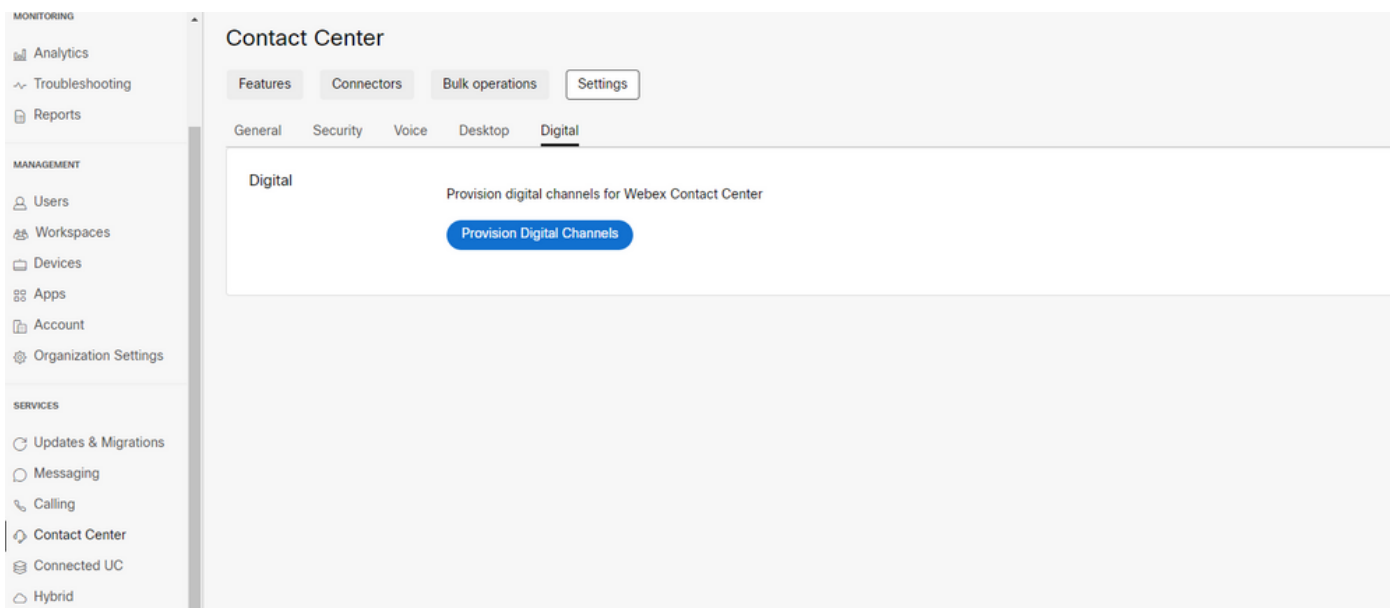 MONITORING
Analytics
Troubleshooting
Reports
MANAGEMENT
Users
Workspaces
Devices
Apps
Account
Organization Settings
SERVICES
Updates & Migrations
Messaging
Calling
Contact Center
Connected UC
Hybrid
Contact Center
Features Connectors Bulk operations Settings
General Security Voice Desktop Digital
Digital
Provision digital channels for Webex Contact Center
Provision Digital Channels